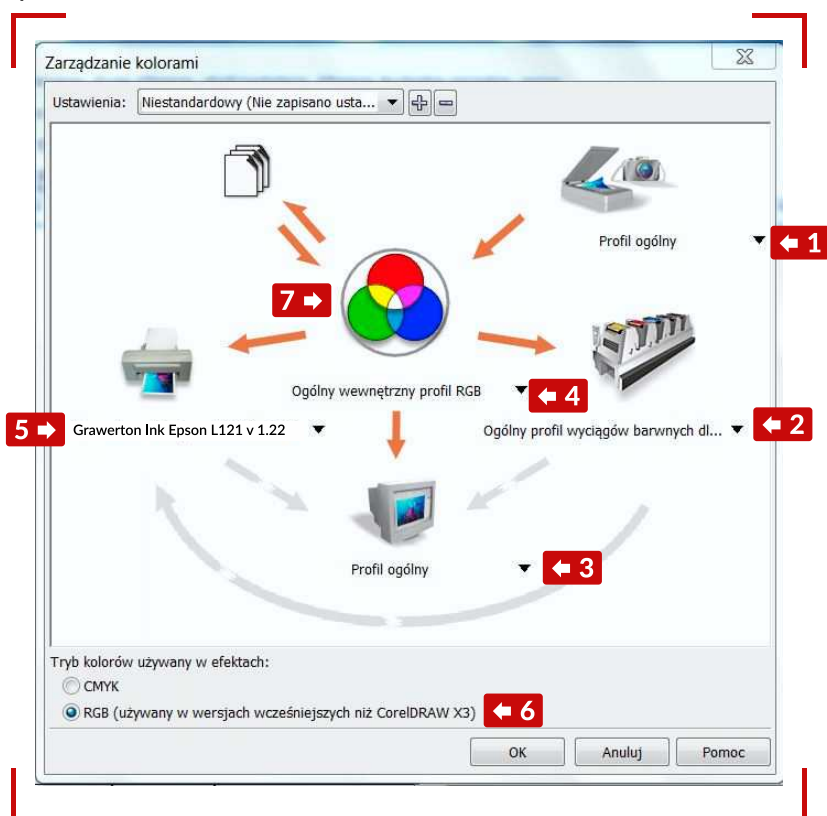 Zarządzanie kolorami
Ustawienia: Niestandardowy (Nie zapisano usta...
Profil ogólny
1
7
Ogólny wewnętrzny profil RGB
4
5
Grawerton Ink Epson L121 v 1.22
Ogólny profil wyciągów barwnych dl...
2
Profil ogólny
3
Tryb kolorów używany w efektach:
CMYK
RGB (używany w wersjach wcześniejszych niż CorelDRAW X3)
6
OK
Anuluj
Pomoc